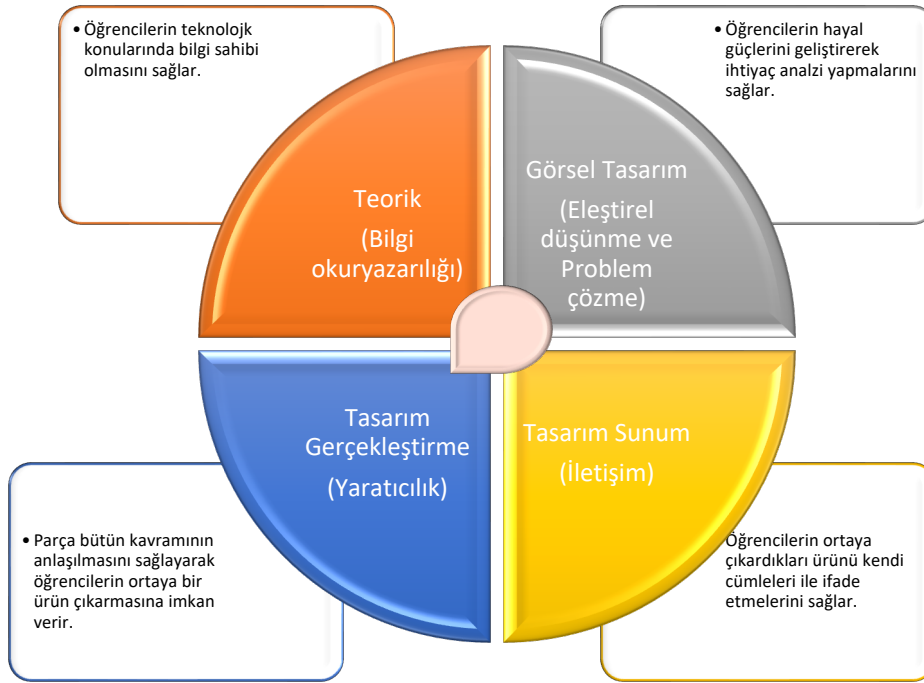 • Öğrencilerin teknolojk
konularında bilgi sahibi
olmasını sağlar.
• Öğrencilerin hayal
güçlerini geliştirerek
ihtiyaç analzi yapmalarını
sağlar.
Teorik
(Bilgi
okuryazarılığı)
Görsel Tasarım
(Eleştirel
düşünme ve
Problem
çözme)
Tasarım
Gerçekleştirme
(Yaratıcılık)
Tasarım Sunum
(İletişim)
• Parça bütün kavramının
anlaşılmasını sağlayarak
öğrencilerin ortaya bir
ürün çıkarmasına imkan
verir.
Öğrencilerin ortaya
çıkardıkları ürünü kendi
cümleleri ile ifade
etmelerini sağlar.